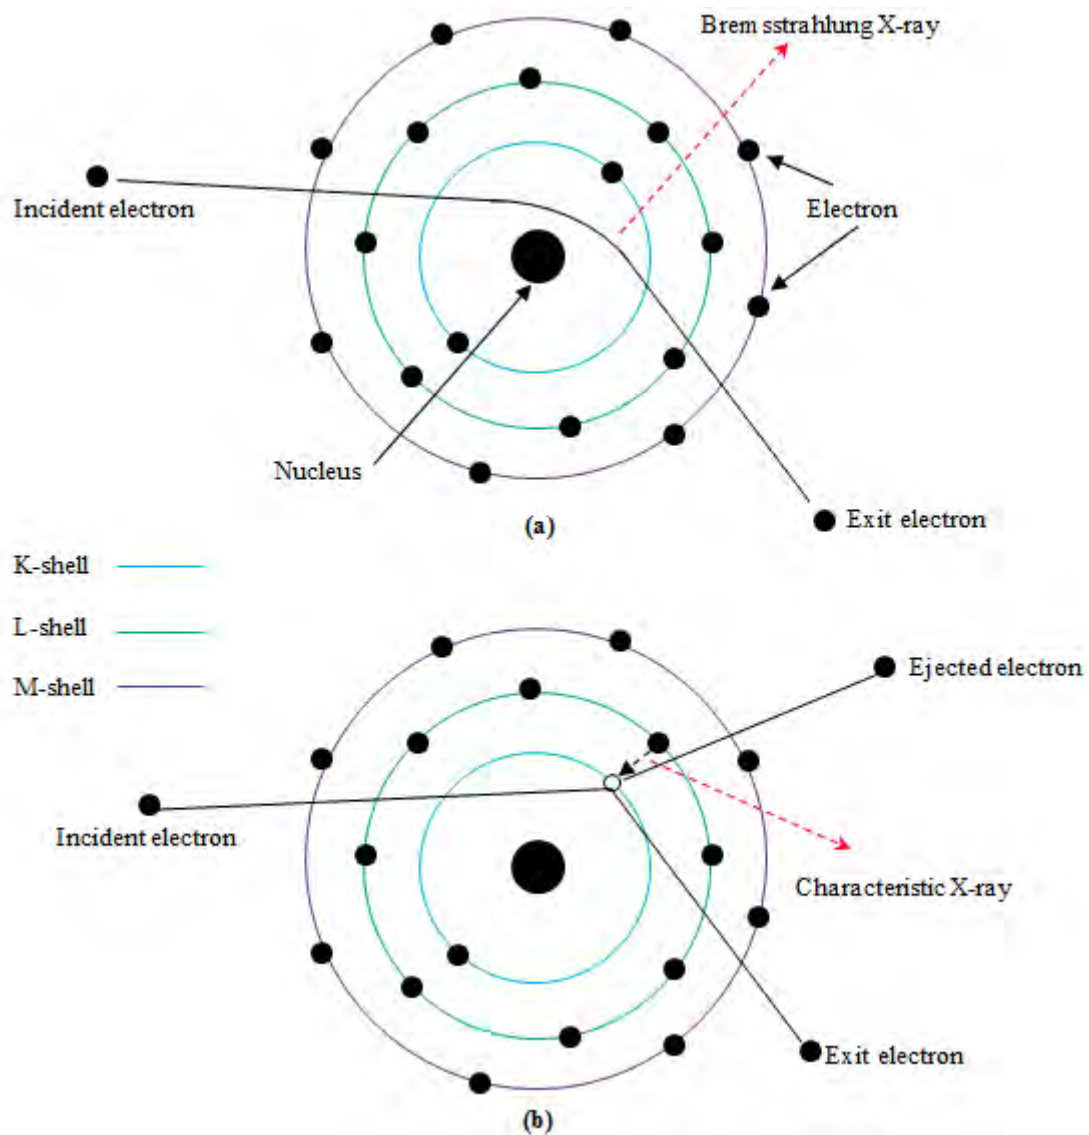 Brem sstrahlung X-ray
Incident electron
Electron
Nucleus
Exit electron
(a)
K-shell
L-shell
M-shell
Ejected electron
Incident electron
Characteristic X-ray
Exit electron
(b)